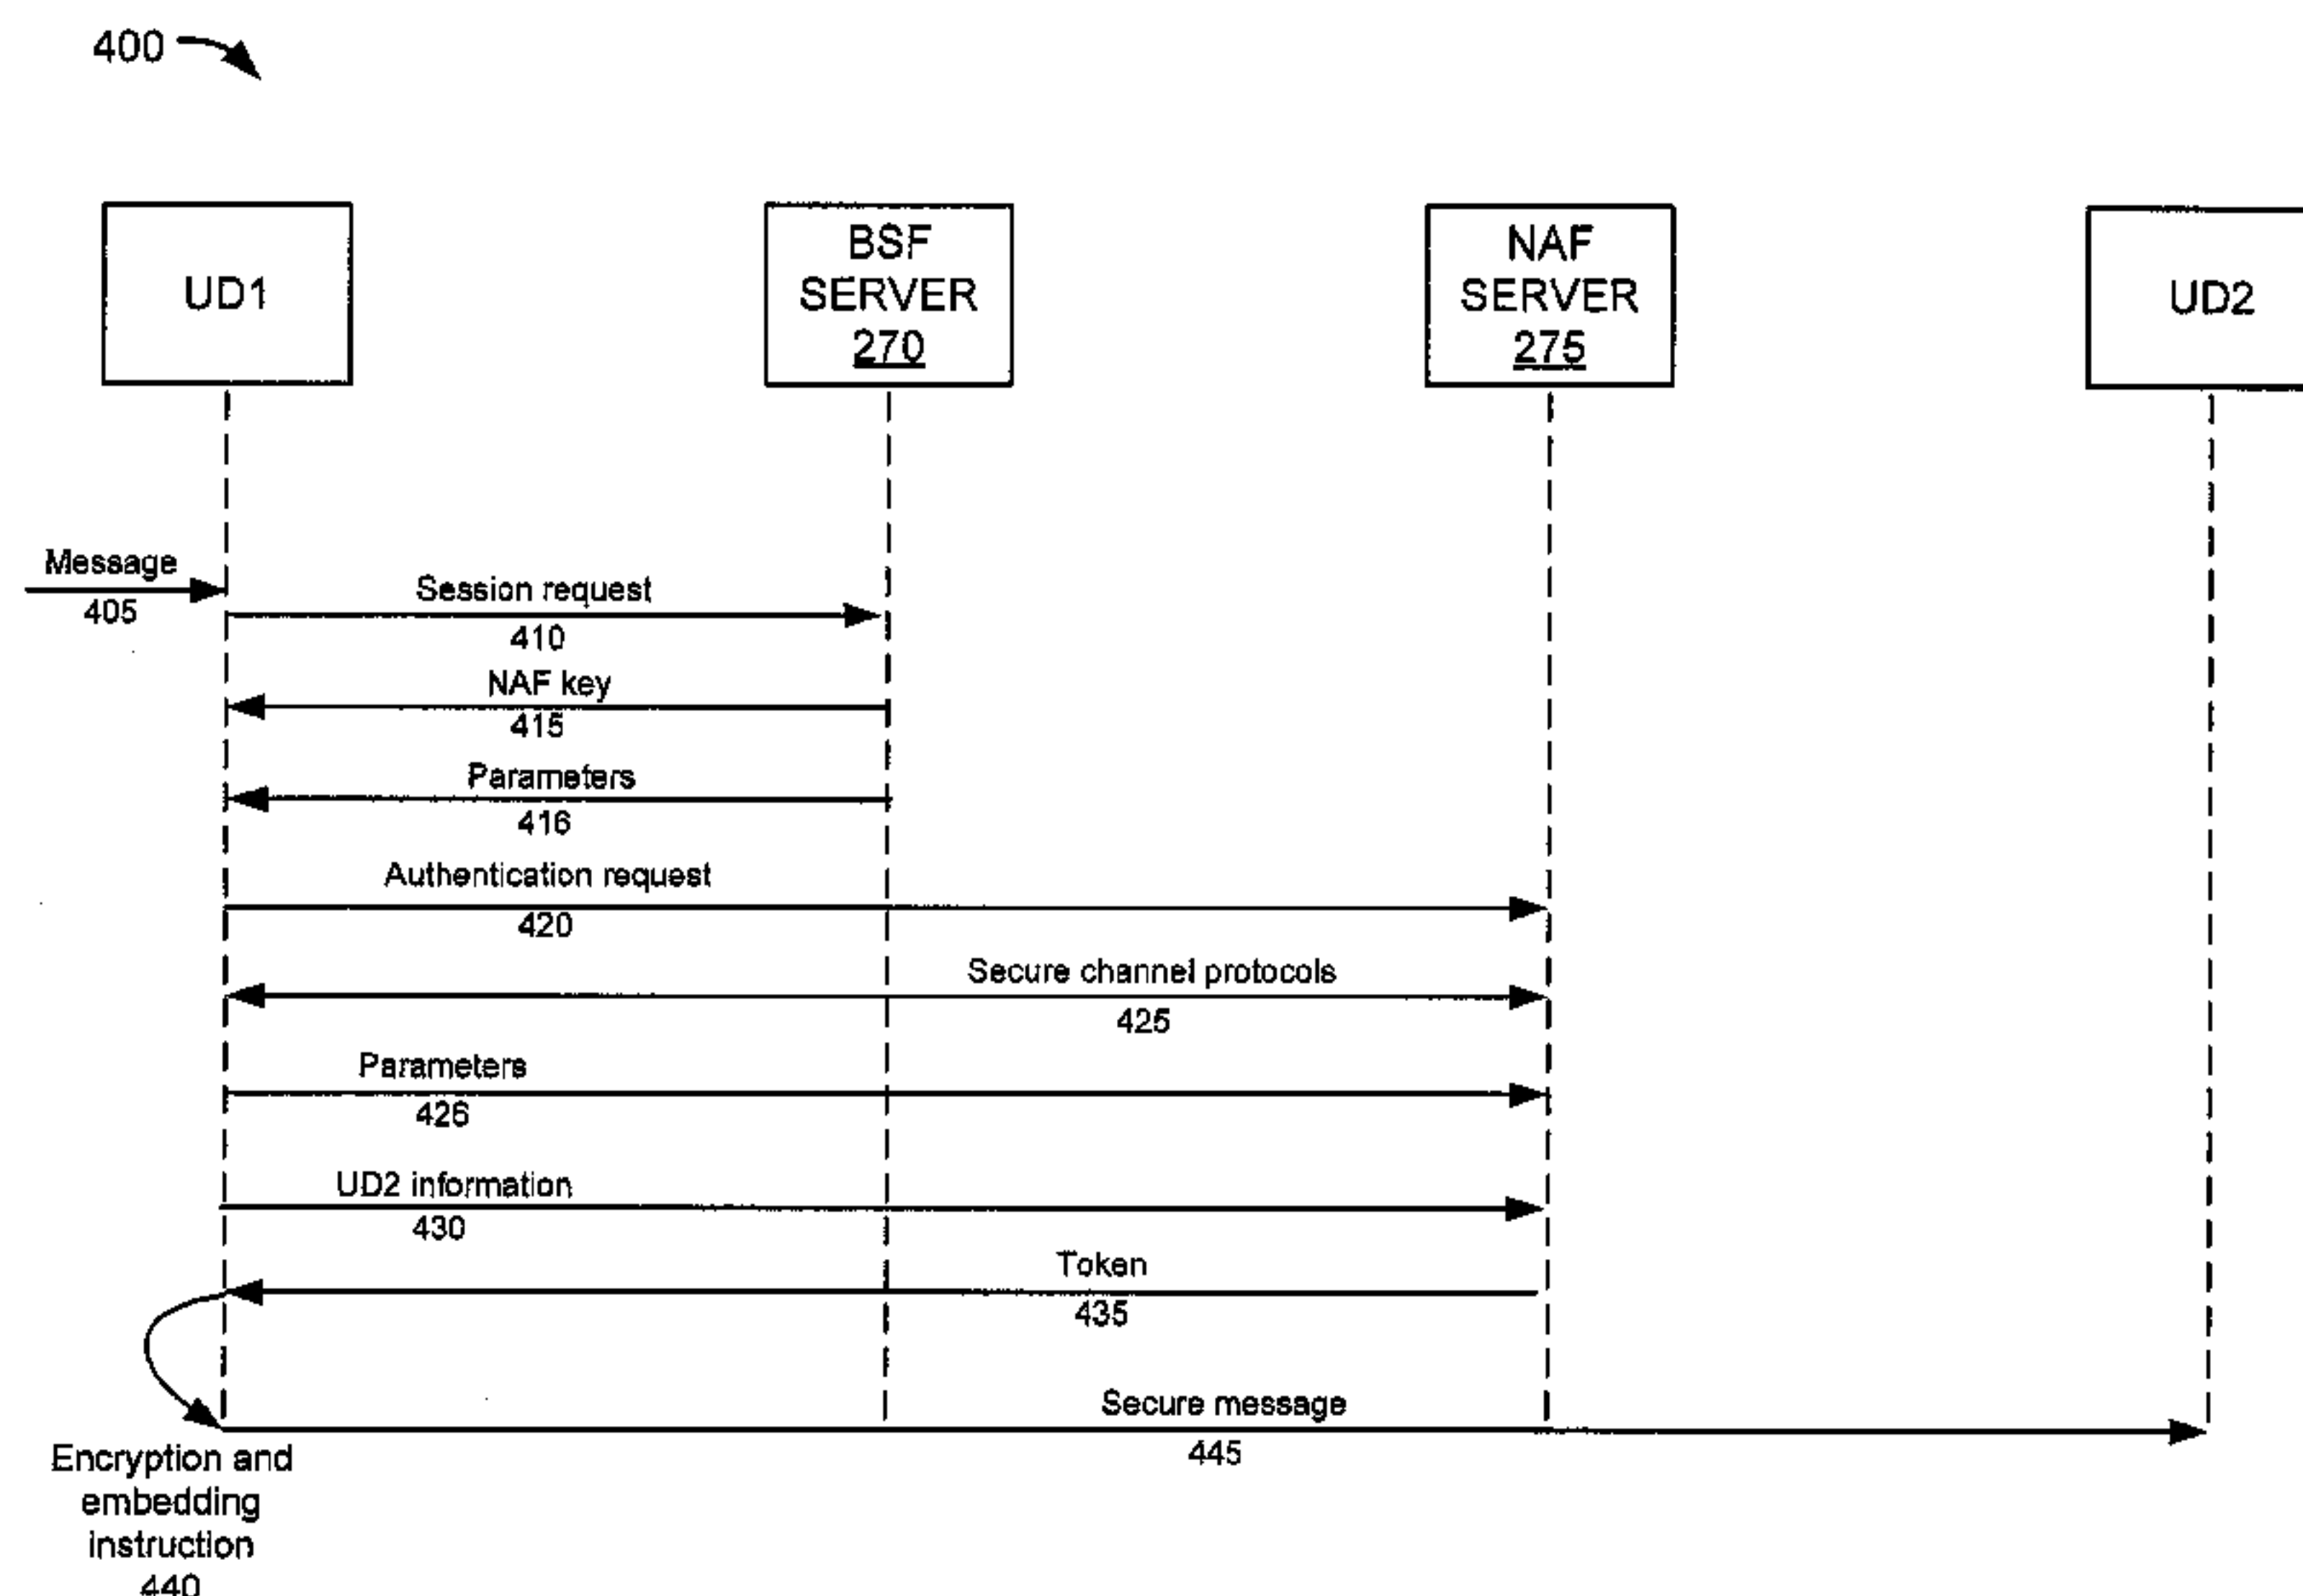 400
UD1
BSF
SERVER
270
NAF
SERVER
275
UD2
Message
405
Session request
410
NAF key
415
Parameters
416
Authentication request
420
Secure channel protocols
425
Parameters
426
UD2 information
430
Token
435
Secure message
445
Encryption and
embedding
instruction
440